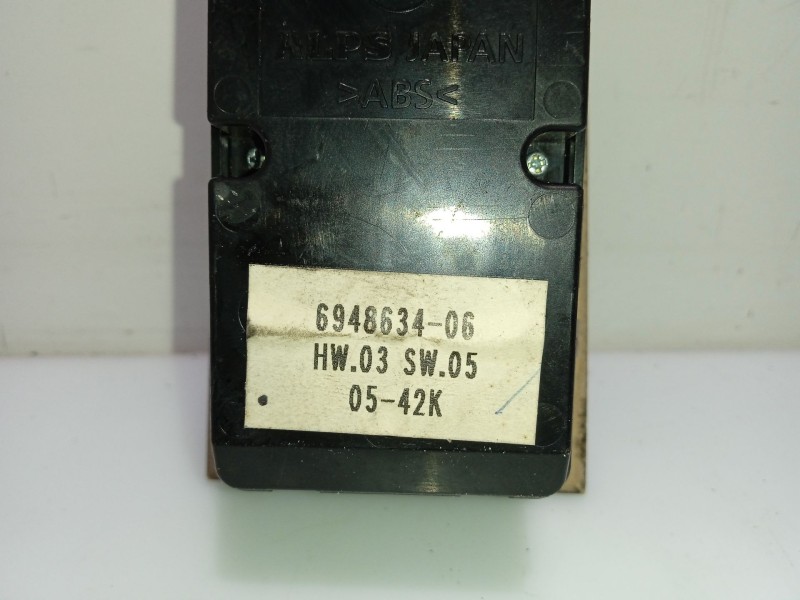 ALPS JAPAN
>ABS<
6948634-06
HW.03 SW.05
05-42K